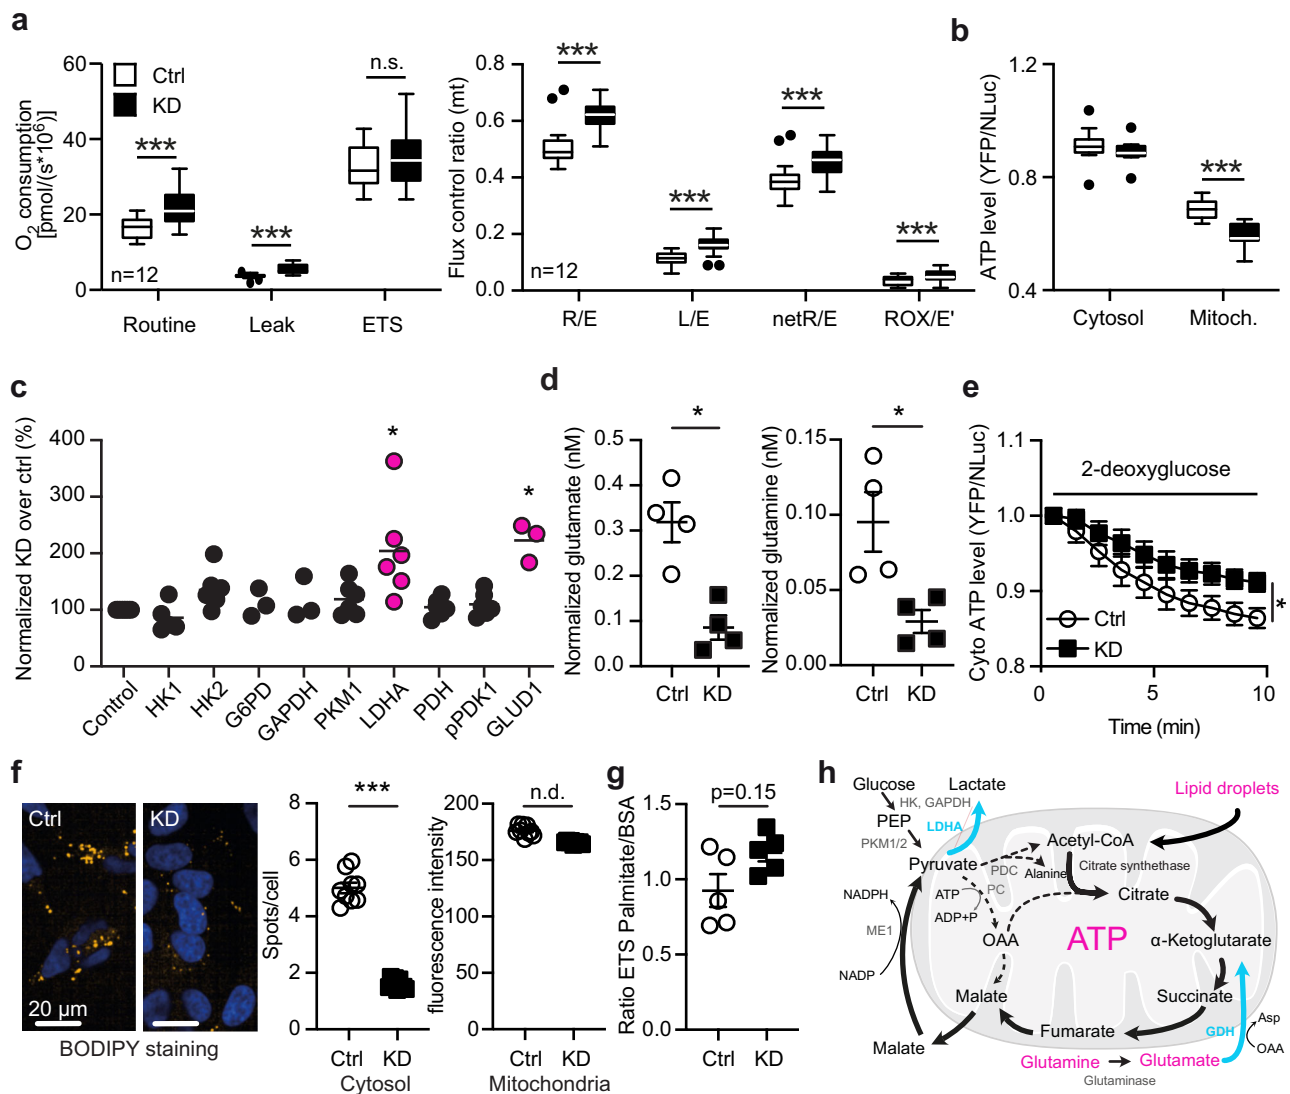 a
O2 consumption
[pmol/(s*10^6)]
60
40
20
0
Ctrl
KD
***
***
n.s.
n=12
Routine
Leak
ETS
Flux control ratio (mt)
0.8
0.6
0.4
0.2
0.0
***
***
***
***
n=12
R/E
L/E
netR/E
ROX/E'
b
ATP level (YFP/NLuc)
1.2
0.8
0.4
***
Cytosol
Mitoch.
c
Normalized KD over ctrl (%)
400
300
200
100
0
*
*
Control
HK1
HK2
G6PD
GAPDH
PKM1
LDHA
PDH
pPDK1
GLUD1
d
Normalized glutamate (nM)
0.5
0.4
0.3
0.2
0.1
0.0
*
Ctrl
KD
Normalized glutamine (nM)
0.15
0.10
0.05
0.00
*
Ctrl
KD
e
Cyto ATP level (YFP/NLuc)
1.1
1.0
0.9
0.8
2-deoxyglucose
Ctrl
KD
*
0
5
10
Time (min)
f
Ctrl
KD
20 µm
BODIPY staining
Spots/cell
8
6
4
2
0
***
Ctrl
KD
Cytosol
fluorescence intensity
200
150
100
50
0
n.d.
Ctrl
KD
Mitochondria
g
Ratio ETS Palmitate/BSA
1.5
1.0
0.5
0.0
p=0.15
Ctrl
KD
h
Glucose
Lactate
Lipid droplets
HK, GAPDH
PEP
LDHA
PKM1/2
Acetyl-CoA
Pyruvate
PDC
Alanine
Citrate synthethase
NADPH
ATP
PC
Citrate
ADP+P
ME1
OAA
ATP
α-Ketoglutarate
NADP
Malate
Succinate
Asp
GDH
Fumarate
OAA
Malate
Glutamine
Glutamate
Glutaminase